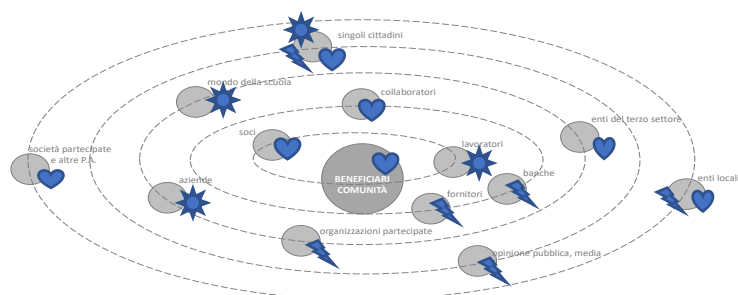 singoli cittadini
mondo della scuola
collaboratori
enti del terzo settore
soci
lavoratori
società partecipate
e altre P.A.
BENEFICIARI
COMUNITÀ
banche
enti locali
aziende
fornitori
organizzazioni partecipate
opinione pubblica, media